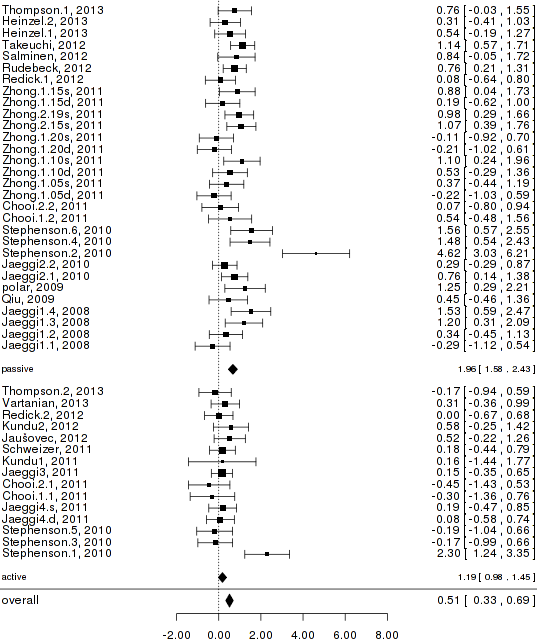 Thompson.1, 2013 0.76 [ -0.03 , 1.55 ]
Heinzel.2, 2013 0.31 [ -0.41 , 1.03 ]
Heinzel.1, 2013 0.54 [ -0.19 , 1.27 ]
Takeuchi, 2012 1.14 [ 0.57 , 1.71 ]
Salminen, 2012 0.84 [ -0.05 , 1.72 ]
Rudebeck, 2012 0.76 [ 0.21 , 1.31 ]
Redick.1, 2012 0.08 [ -0.64 , 0.80 ]
Zhong.1.15s, 2011 0.88 [ 0.04 , 1.73 ]
Zhong.1.15d, 2011 0.19 [ -0.62 , 1.00 ]
Zhong.2.19s, 2011 0.98 [ 0.29 , 1.66 ]
Zhong.2.15s, 2011 1.07 [ 0.39 , 1.76 ]
Zhong.1.20s, 2011 -0.11 [ -0.92 , 0.70 ]
Zhong.1.20d, 2011 -0.21 [ -1.02 , 0.61 ]
Zhong.1.10s, 2011 1.10 [ 0.24 , 1.96 ]
Zhong.1.10d, 2011 0.53 [ -0.29 , 1.36 ]
Zhong.1.05s, 2011 0.37 [ -0.44 , 1.19 ]
Zhong.1.05d, 2011 -0.22 [ -1.03 , 0.59 ]
Chooi.2.2, 2011 0.07 [ -0.80 , 0.94 ]
Chooi.1.2, 2011 0.54 [ -0.48 , 1.56 ]
Stephenson.6, 2010 1.56 [ 0.57 , 2.55 ]
Stephenson.4, 2010 1.48 [ 0.54 , 2.43 ]
Stephenson.2, 2010 4.62 [ 3.03 , 6.21 ]
Jaeggi2.2, 2010 0.29 [ -0.29 , 0.87 ]
Jaeggi2.1, 2010 0.76 [ 0.14 , 1.38 ]
polar, 2009 1.25 [ 0.29 , 2.21 ]
Qiu, 2009 0.45 [ -0.46 , 1.36 ]
Jaeggi1.4, 2008 1.53 [ 0.59 , 2.47 ]
Jaeggi1.3, 2008 1.20 [ 0.31 , 2.09 ]
Jaeggi1.2, 2008 0.34 [ -0.45 , 1.13 ]
Jaeggi1.1, 2008 -0.29 [ -1.12 , 0.54 ]
passive 1.96 [ 1.58 , 2.43 ]
Thompson.2, 2013 -0.17 [ -0.94 , 0.59 ]
Vartanian, 2013 0.31 [ -0.36 , 0.99 ]
Redick.2, 2012 0.00 [ -0.67 , 0.68 ]
Kundu2, 2012 0.58 [ -0.25 , 1.42 ]
Jaušovec, 2012 0.52 [ -0.22 , 1.26 ]
Schweizer, 2011 0.18 [ -0.44 , 0.79 ]
Kundu1, 2011 0.16 [ -1.44 , 1.77 ]
Jaeggi3, 2011 0.15 [ -0.35 , 0.65 ]
Chooi.2.1, 2011 -0.45 [ -1.43 , 0.53 ]
Chooi.1.1, 2011 -0.30 [ -1.36 , 0.76 ]
Jaeggi4.s, 2011 0.19 [ -0.47 , 0.85 ]
Jaeggi4.d, 2011 0.08 [ -0.58 , 0.74 ]
Stephenson.5, 2010 -0.19 [ -1.04 , 0.66 ]
Stephenson.3, 2010 -0.17 [ -0.99 , 0.66 ]
Stephenson.1, 2010 2.30 [ 1.24 , 3.35 ]
active 1.19 [ 0.98 , 1.45 ]
overall 0.51 [ 0.33 , 0.69 ]
-2.00 0.00 2.00 4.00 6.00 8.00